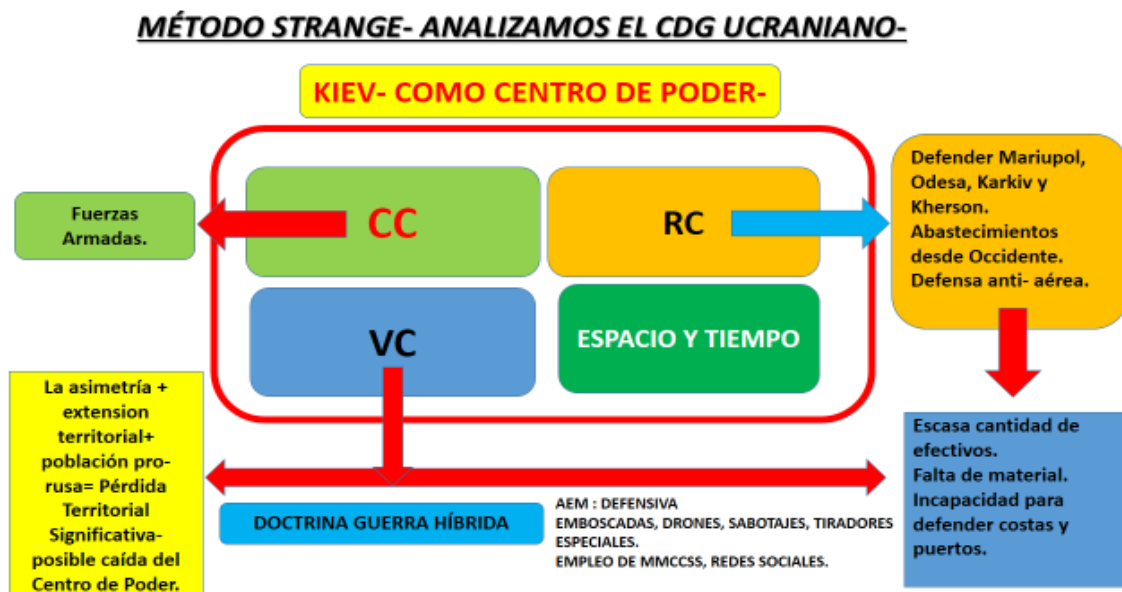 MÉTODO STRANGE- ANALIZAMOS EL CDG UCRANIANO-
KIEV- COMO CENTRO DE PODER-
Fuerzas
Armadas.
CC
RC
Defender Mariupol,
Odesa, Karkiv y
Kherson.
Abastecimientos
desde Occidente.
Defensa anti- aérea.
VC
ESPACIO Y TIEMPO
La asimetría +
extension
territorial+
población pro-
rusa= Pérdida
Territorial
Significativa-
posible caída del
Centro de Poder.
DOCTRINA GUERRA HÍBRIDA
AEM : DEFENSIVA
EMBOSCADAS, DRONES, SABOTAJES, TIRADORES
ESPECIALES.
EMPLEO DE MMCCSS, REDES SOCIALES.
Escasa cantidad de
efectivos.
Falta de material.
Incapacidad para
defender costas y
puertos.